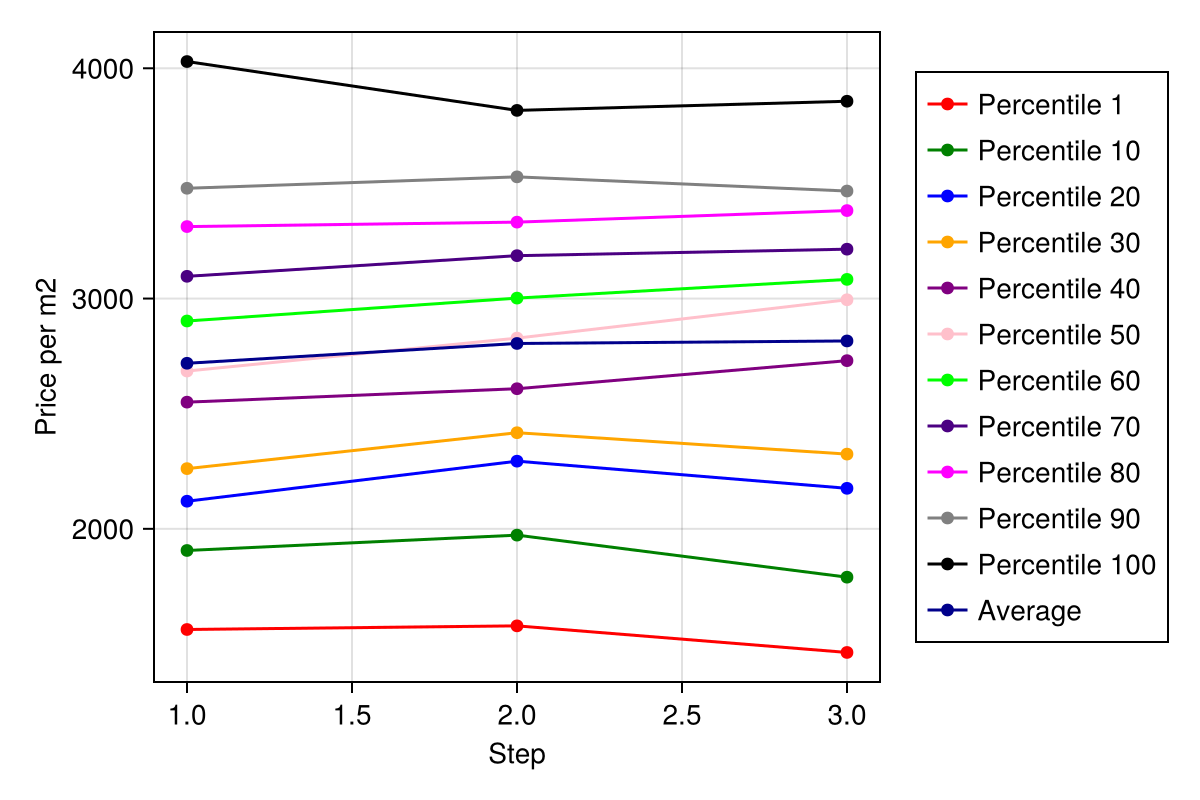 4000
3000
2000
Price per m2
1.0 1.5 2.0 2.5 3.0
Step
Percentile 1
Percentile 10
Percentile 20
Percentile 30
Percentile 40
Percentile 50
Percentile 60
Percentile 70
Percentile 80
Percentile 90
Percentile 100
Average